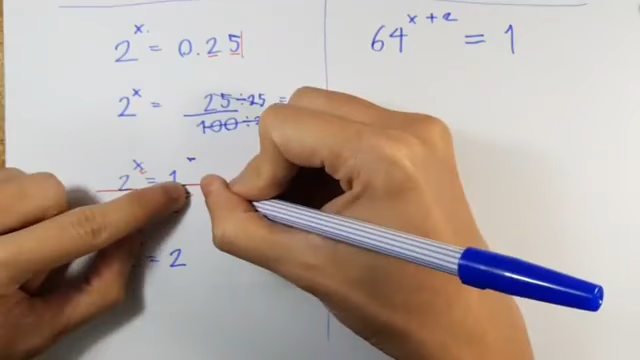 2^x = 0.25
2^x = 25÷25 / 100÷ =
2^x = 1
= 2
64^(x+2) = 1